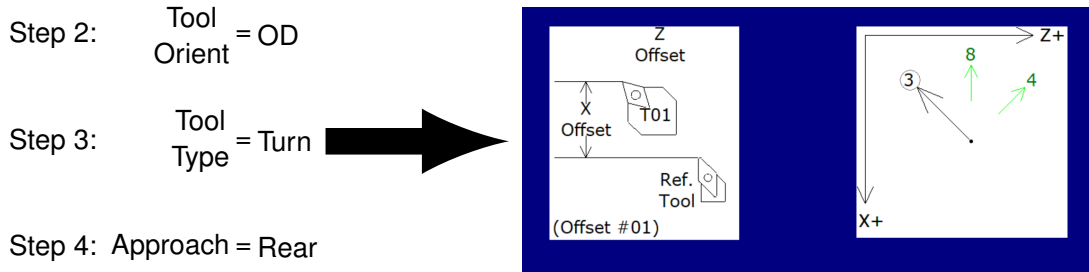 Step 2: Tool Orient = OD
Step 3: Tool Type = Turn
Step 4: Approach = Rear
Z
Offset
X
Offset
T01
Ref.
Tool
(Offset #01)
Z+
8
3
4
X+